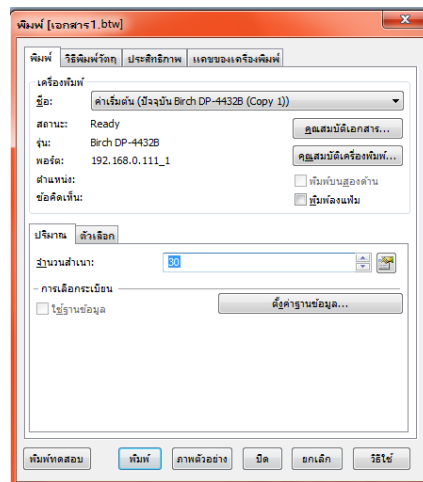 พิมพ์ [เอกสาร1.btw]
พิมพ์ วิธีพิมพ์วัตถุ ประสิทธิภาพ แคชของเครื่องพิมพ์
เครื่องพิมพ์
ชื่อ: ค่าเริ่มต้น (ปัจจุบัน Birch DP-4432B (Copy 1))
สถานะ: Ready คุณสมบัติเอกสาร...
รุ่น: Birch DP-4432B
พอร์ต: 192.168.0.111_1 คุณสมบัติเครื่องพิมพ์...
ตำแหน่ง: พิมพ์บนสองด้าน
ข้อคิดเห็น: พิมพ์ลงแฟ้ม
ปริมาณ ตัวเลือก
จำนวนสำเนา: 30
การเลือกระเบียน
ใช้ฐานข้อมูล ตั้งค่าฐานข้อมูล...
พิมพ์ทดสอบ พิมพ์ ภาพตัวอย่าง ปิด ยกเลิก วิธีใช้